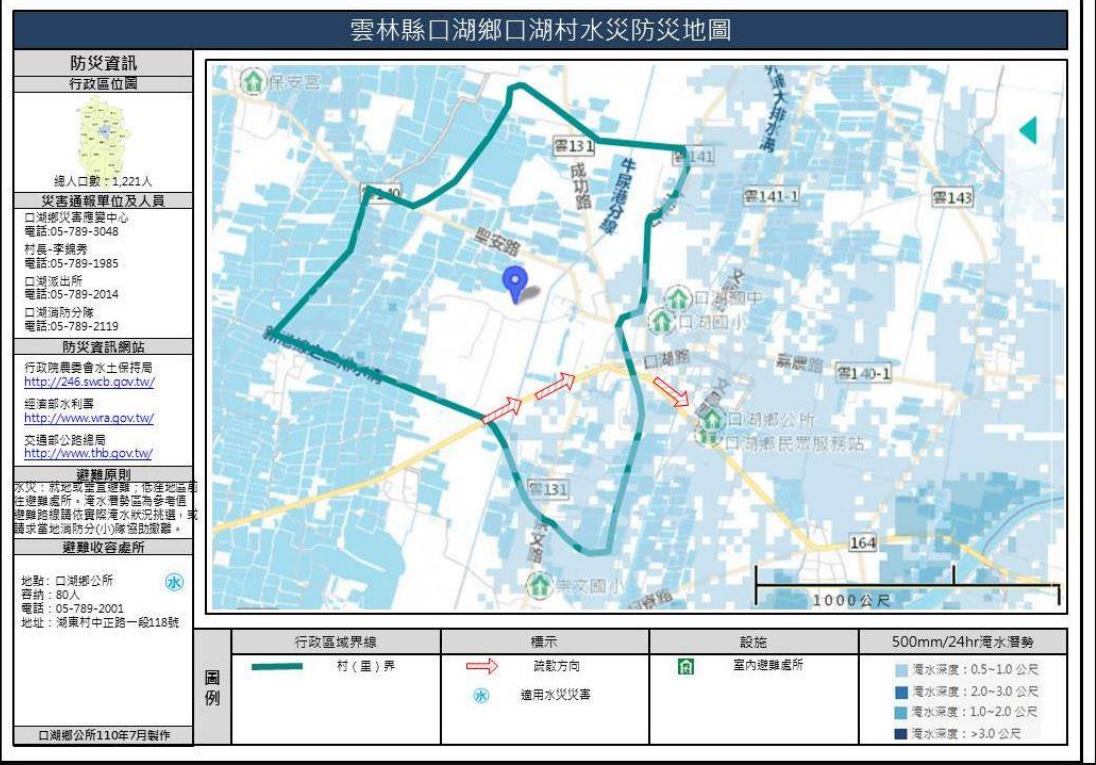 雲林縣口湖鄉口湖村水災防災地圖
防災資訊
行政區位圖
總人口數：1,221人
災害通報單位及人員
口湖鄉災害應變中心
電話:05-789-3048
村長-李錦秀
電話:05-789-1985
口湖派出所
電話:05-789-2014
口湖消防分隊
電話:05-789-2119
防災資訊網站
行政院農委會水土保持局
http://246.swcb.gov.tw/
經濟部水利署
http://www.wra.gov.tw/
交通部公路總局
http://www.thb.gov.tw/
避難原則
水災：就地或垂直避難；低窪地區前
往避難處所。淹水潛勢區為參考值，
避難路線請依實際淹水狀況挑選，或
請求當地消防分(小)隊協助撤離。
避難收容處所
地點：口湖鄉公所
水
容納：80人
電話：05-789-2001
地址：湖東村中正路一段118號
口湖鄉公所110年7月製作
保安宮
雲131
成功路
牛尿港分線
雲141
雲141-1
雲143
雲140
聖安路
口湖國中
口湖國小
口湖路
雲140-1
口湖鄉公所
口湖鄉民眾服務站
雲131
崇文路
崇文國小
164
1000公尺
圖例
行政區域界線
村（里）界
標示
疏散方向
水
適用水災災害
設施
室內避難處所
500mm/24hr淹水潛勢
淹水深度：0.5~1.0 公尺
淹水深度：2.0~3.0 公尺
淹水深度：1.0~2.0 公尺
淹水深度：>3.0 公尺